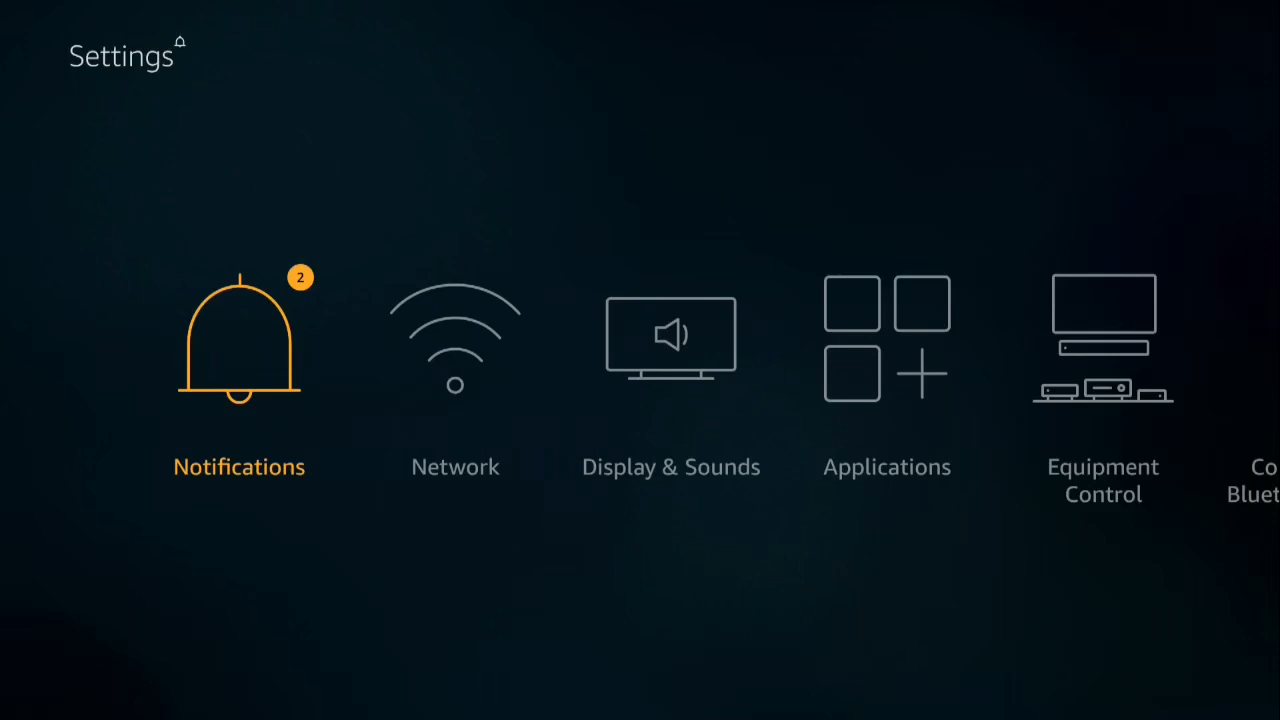 Settings
2
Notifications
Network
Display & Sounds
Applications
Equipment
Control